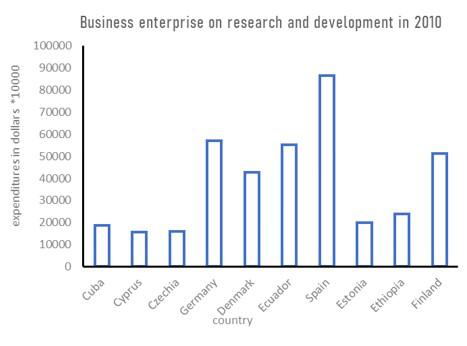 Business enterprise on research and development in 2010
expenditures in dollars *10000
100000
90000
80000
70000
60000
50000
40000
30000
20000
10000
0
Cuba
Cyprus
Czechia
Germany
Denmark
Ecuador
Spain
Estonia
Ethiopia
Finland
country